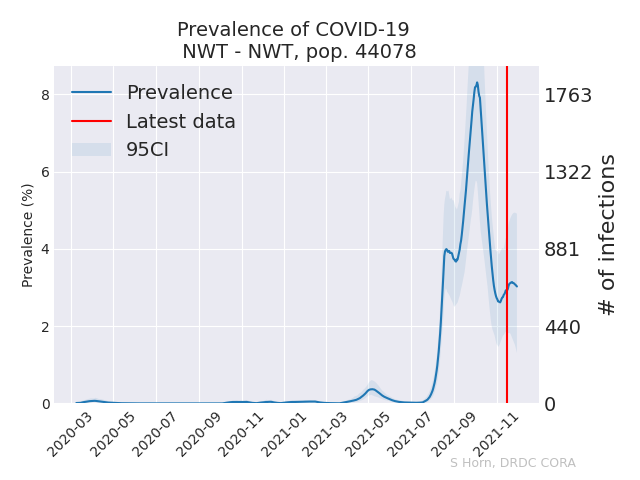 Prevalence of COVID-19
NWT - NWT, pop. 44078
Prevalence
Latest data
95CI
Prevalence (%)
8
6
4
2
0
1763
1322
881
440
0
# of infections
2020-03
2020-05
2020-07
2020-09
2020-11
2021-01
2021-03
2021-05
2021-07
2021-09
2021-11
S Horn, DRDC CORA